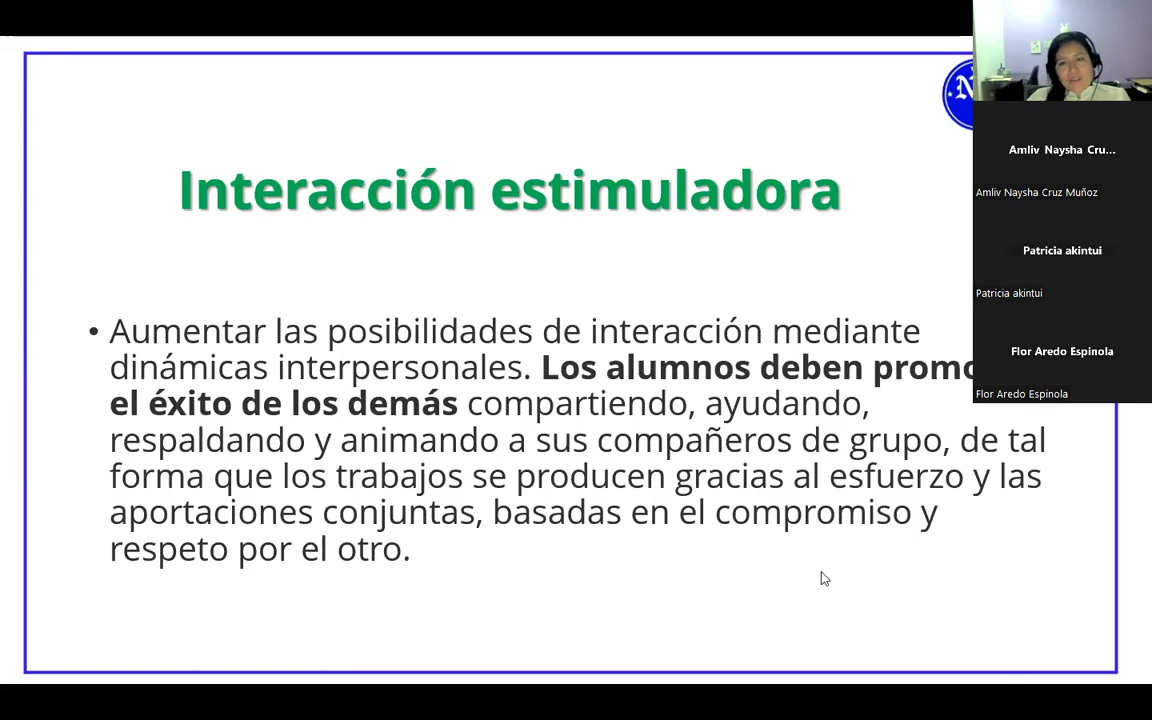 Interacción estimuladora
• Aumentar las posibilidades de interacción mediante
dinámicas interpersonales. Los alumnos deben
el éxito de los demás compartiendo, ayudando,
respaldando y animando a sus compañeros de grupo, de tal
forma que los trabajos se producen gracias al esfuerzo y las
aportaciones conjuntas, basadas en el compromiso y
respeto por el otro.
Amliv Naysha Cru...
Amliv Naysha Cruz Muñoz
Patricia akintui
Patricia akintui
Flor Aredo Espinola
Flor Aredo Espinola